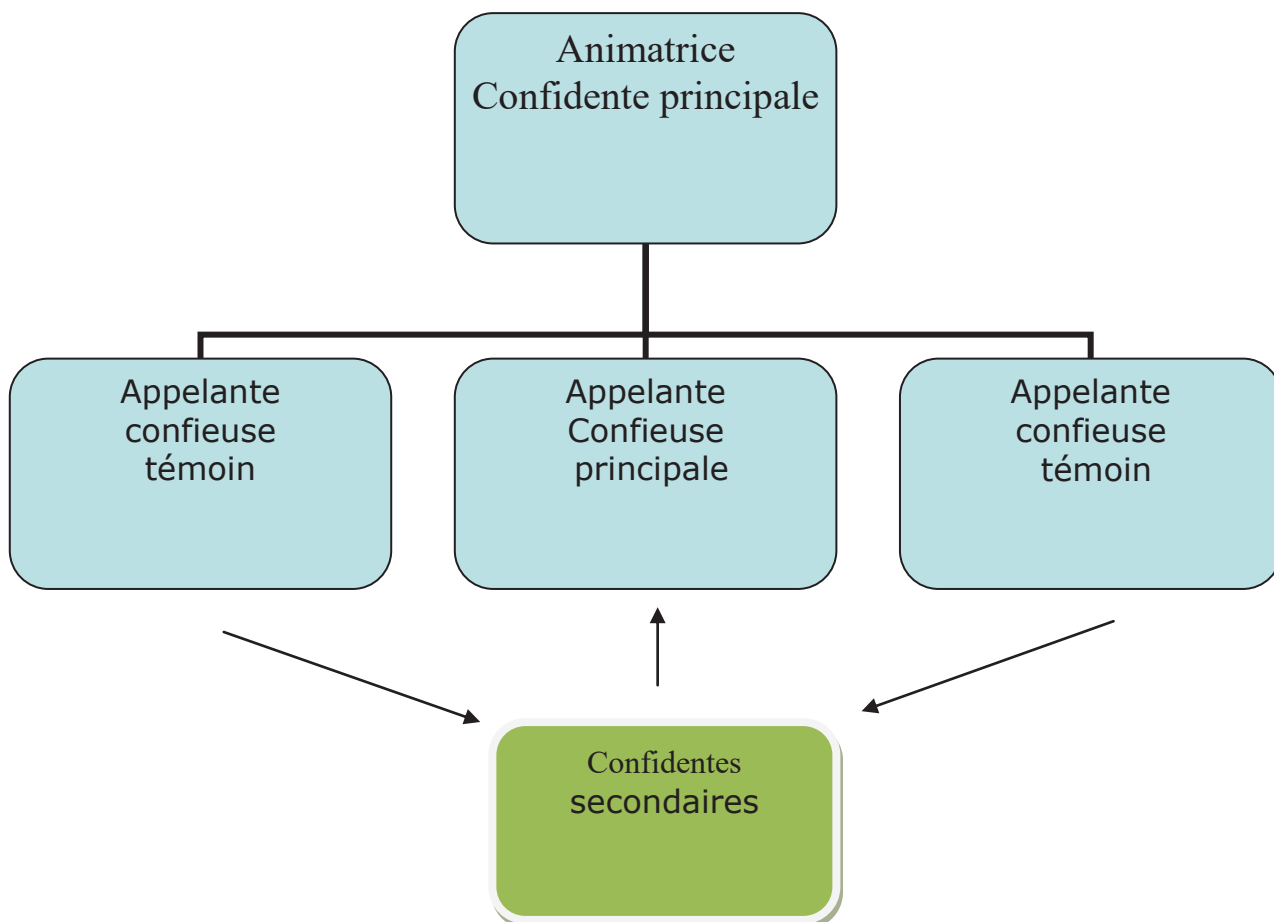 Animatrice
Confidente principale
Appelante
confieuse
témoin
Appelante
Confieuse
principale
Appelante
confieuse
témoin
Confidentes
secondaires